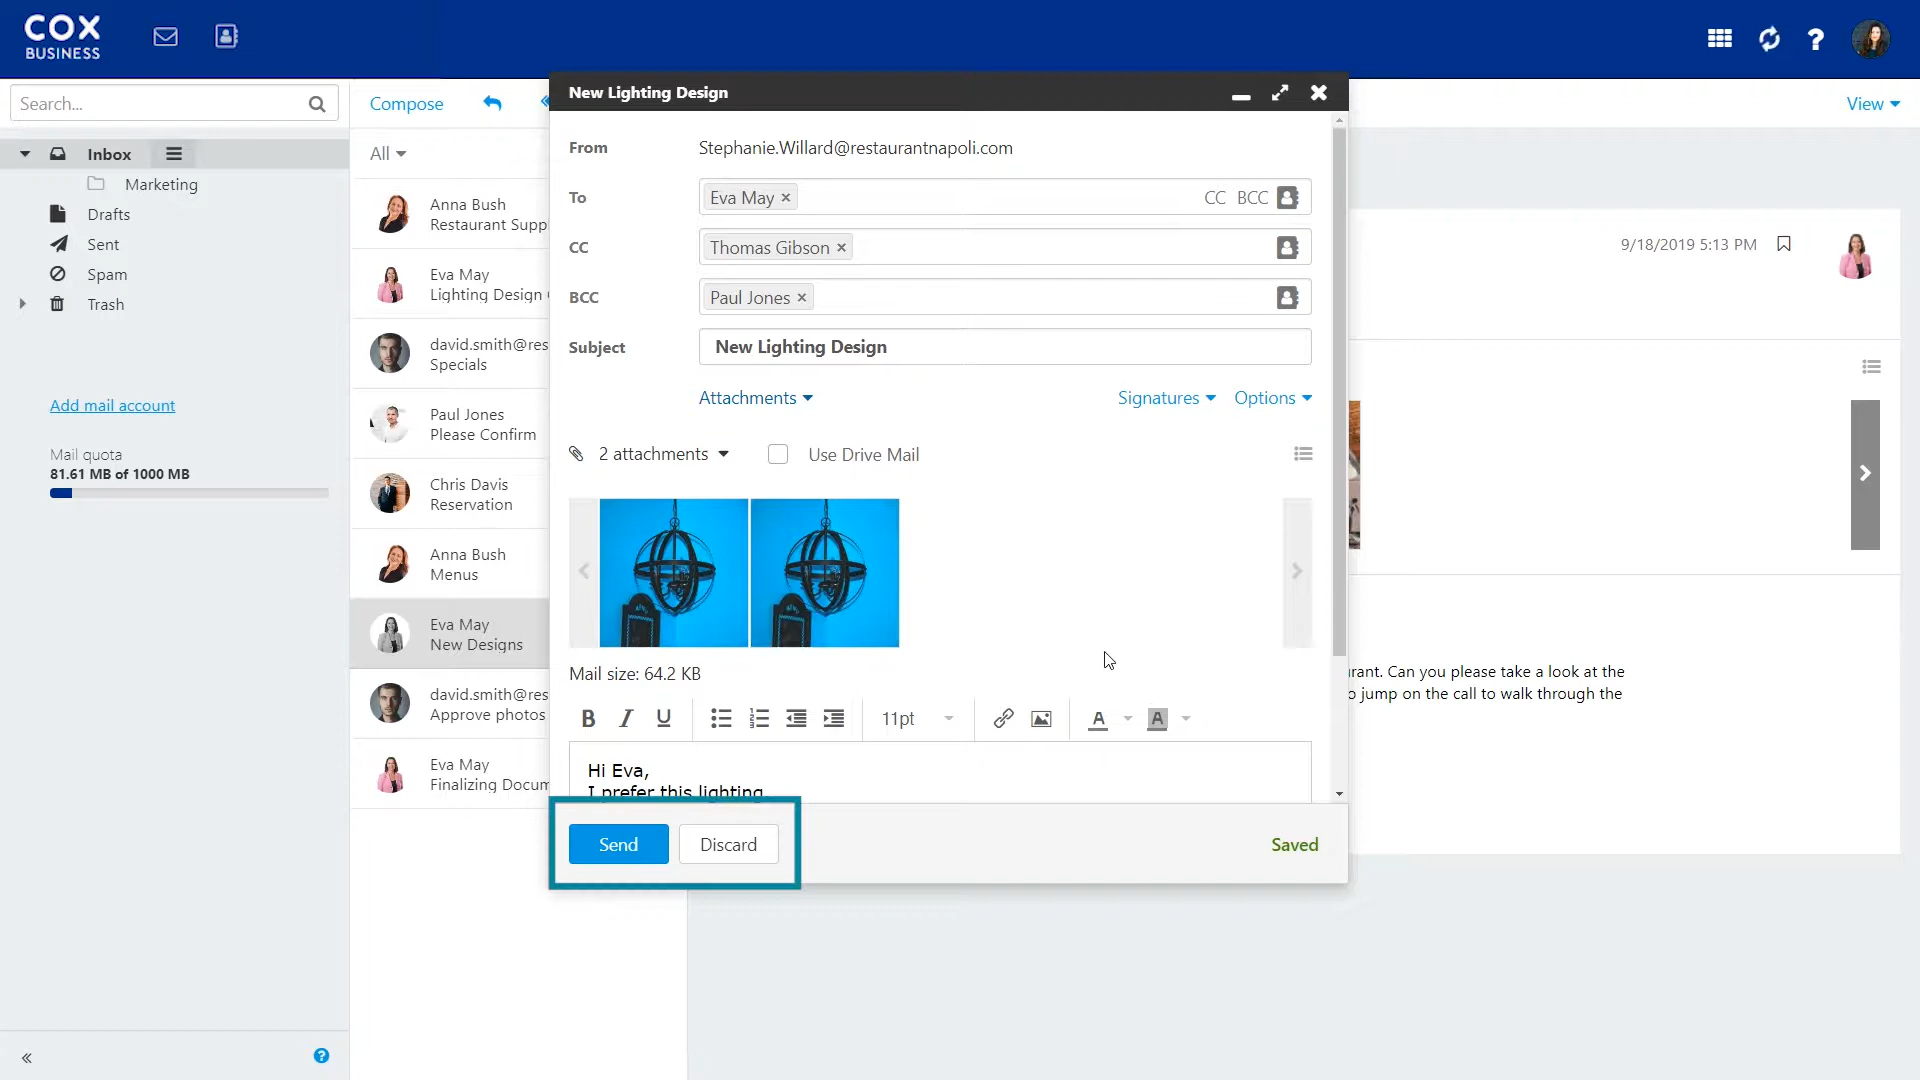 COX
BUSINESS
Search...
Inbox
Marketing
Drafts
Sent
Spam
Trash
Add mail account
Mail quota
81.61 MB of 1000 MB
Compose
View
All
Anna Bush
Restaurant Supp
Eva May
Lighting Design
david.smith@res
Specials
Paul Jones
Please Confirm
Chris Davis
Reservation
Anna Bush
Menus
Eva May
New Designs
david.smith@res
Approve photos
Eva May
Finalizing Docum
New Lighting Design
From
Stephanie.Willard@restaurantnapoli.com
To
Eva May ×
CC BCC
CC
Thomas Gibson ×
BCC
Paul Jones ×
Subject
New Lighting Design
Attachments
Signatures
Options
2 attachments
Use Drive Mail
Mail size: 64.2 KB
B I U
11pt
A
A
Hi Eva,
I prefer this lighting
Send
Discard
Saved
9/18/2019 5:13 PM
rant. Can you please take a look at the
o jump on the call to walk through the